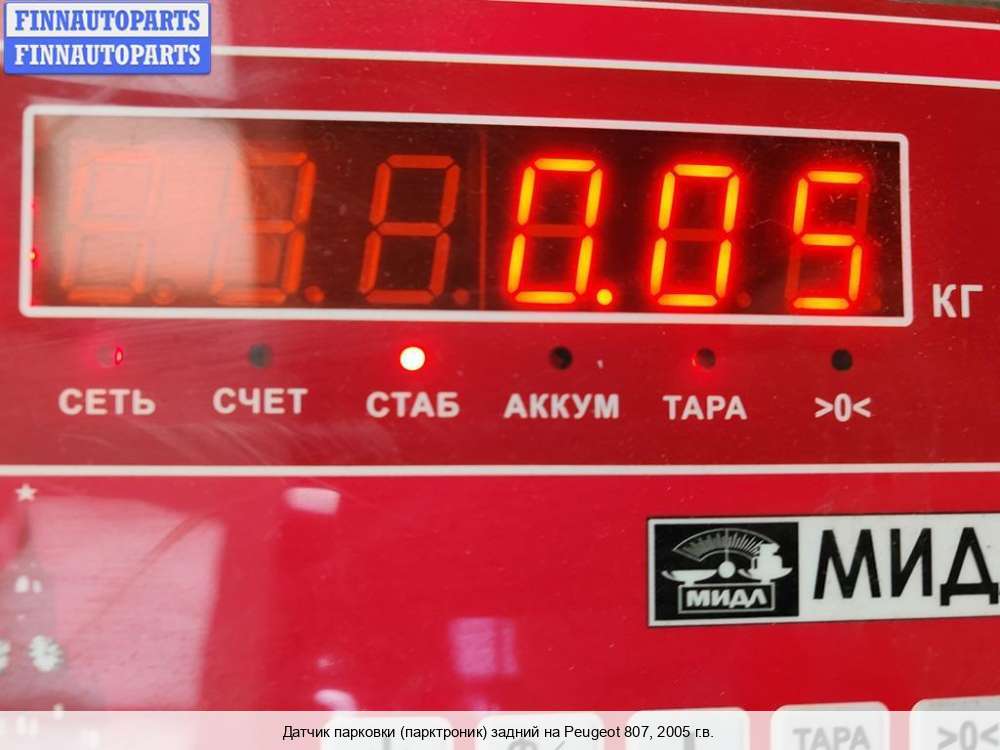 FINNAUTOPARTS
FINNAUTOPARTS
0.05
КГ
СЕТЬ СЧЕТ СТАБ АККУМ ТАРА >0<
МИДЛ
МИД
ТАРА >0<
Датчик парковки (парктроник) задний на Peugeot 807, 2005 г.в.